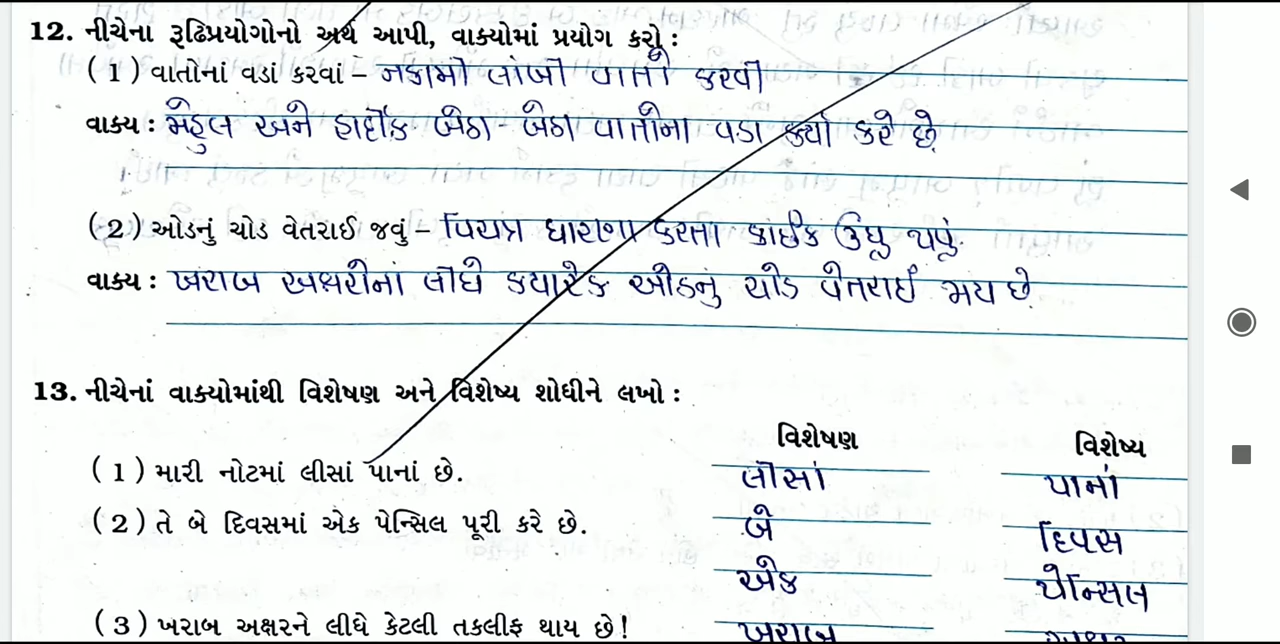 12. નીચેના રૂઢિપ્રયોગોનો અર્થ આપી, વાક્યોમાં પ્રયોગ કરો :
(1) વાતોનાં વડાં કરવાં - નકામી લાંબી વાતો કરવી
વાક્ય : મેહુલ અને હાર્દીક બેઠા - બેઠા વાતોના વડા કર્યા કરે છે.
(2) ઓડનું ચોડ વેતરાઈ જવું - ધારણા કરતા કાંઈક ઉંધુ થવું.
વાક્ય : ખરાબ અક્ષરોનાં લીધે ક્યારેક ઓડનું ચોડ વેતરાઈ જાય છે.
13. નીચેનાં વાક્યોમાંથી વિશેષણ અને વિશેષ્ય શોધીને લખો :
વિશેષણ વિશેષ્ય
(1) મારી નોટમાં લીસાં પાનાં છે. લીસાં પાનાં
(2) તે બે દિવસમાં એક પેન્સિલ પૂરી કરે છે. બે દિવસ
એક પેન્સિલ
(3) ખરાબ અક્ષરને લીધે કેટલી તકલીફ થાય છે! ખરાબ